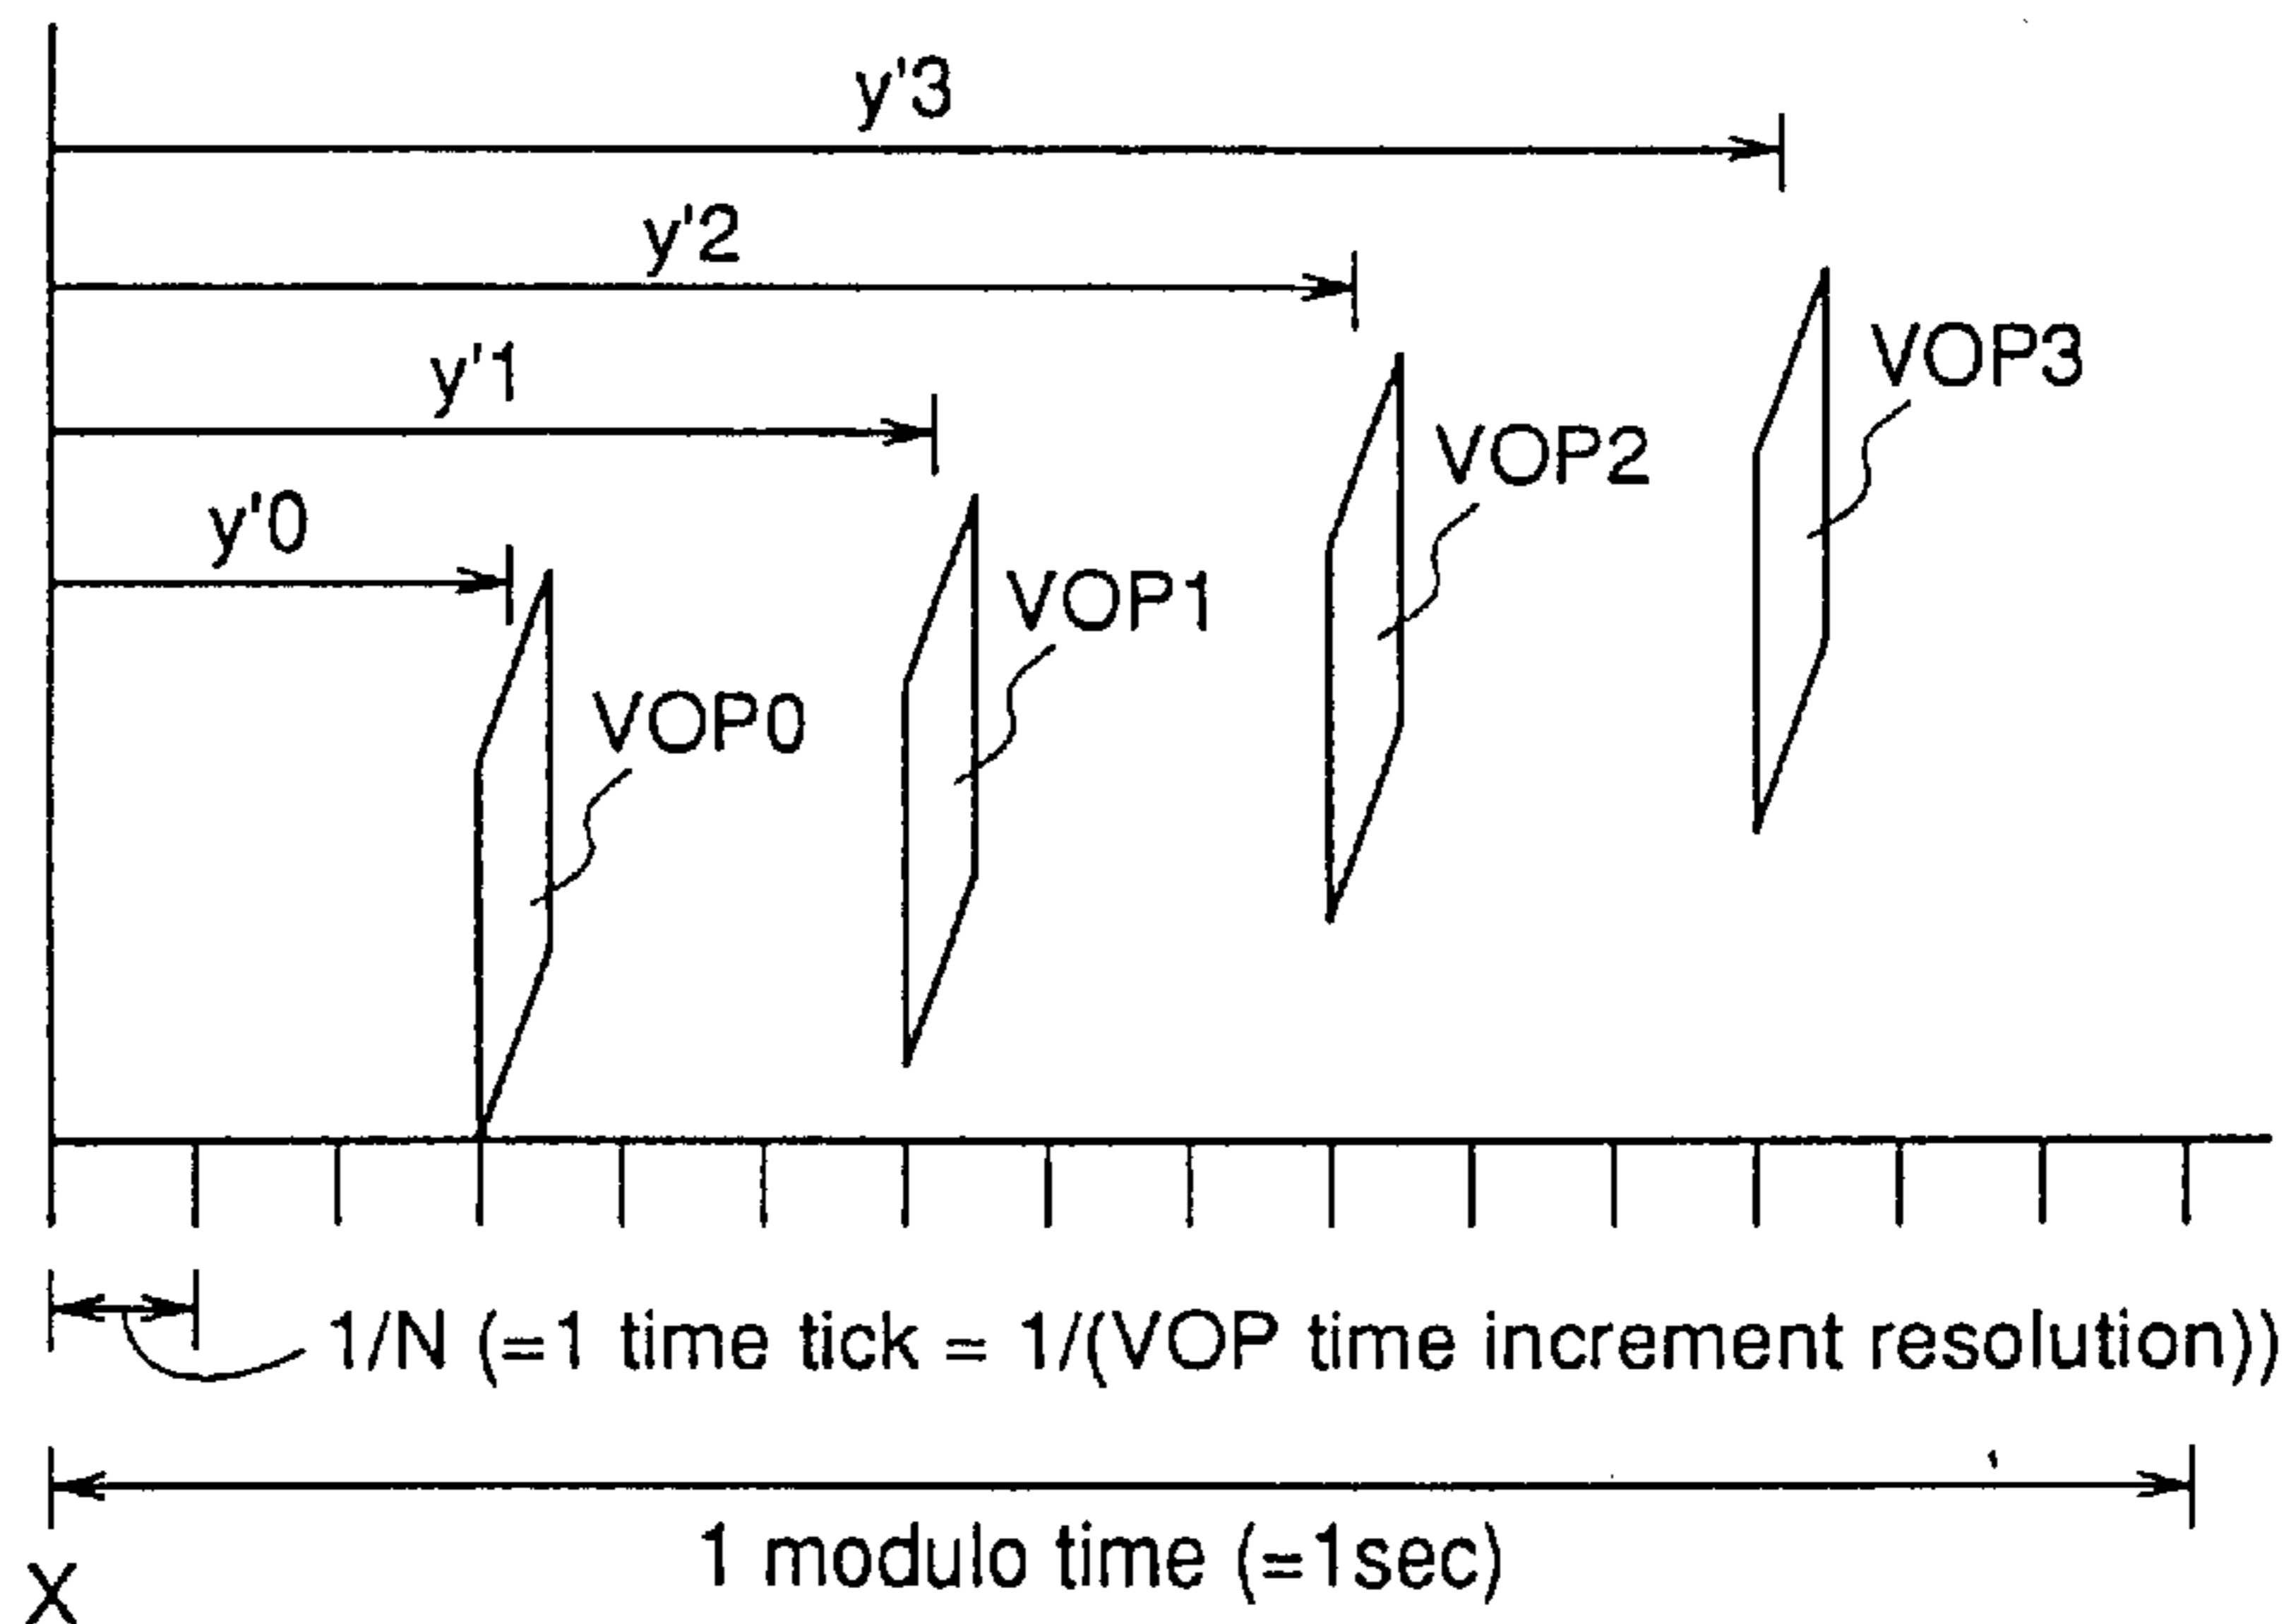 y'3
y'2
y'1
y'0
VOP3
VOP2
VOP1
VOP0
1/N (=1 time tick = 1/(VOP time increment resolution))
1 modulo time (=1sec)
X